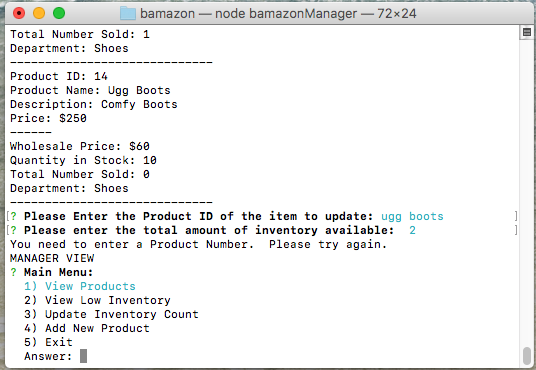 bamazon — node bamazonManager — 72×24
Total Number Sold: 1
Department: Shoes
----------------------------
Product ID: 14
Product Name: Ugg Boots
Description: Comfy Boots
Price: $250
------
Wholesale Price: $60
Quantity in Stock: 10
Total Number Sold: 0
Department: Shoes
----------------------------
[? Please Enter the Product ID of the item to update: ugg boots ]
[? Please enter the total amount of inventory available:  2 ]
You need to enter a Product Number.  Please try again.
MANAGER VIEW
? Main Menu:
1) View Products
2) View Low Inventory
3) Update Inventory Count
4) Add New Product
5) Exit
Answer: